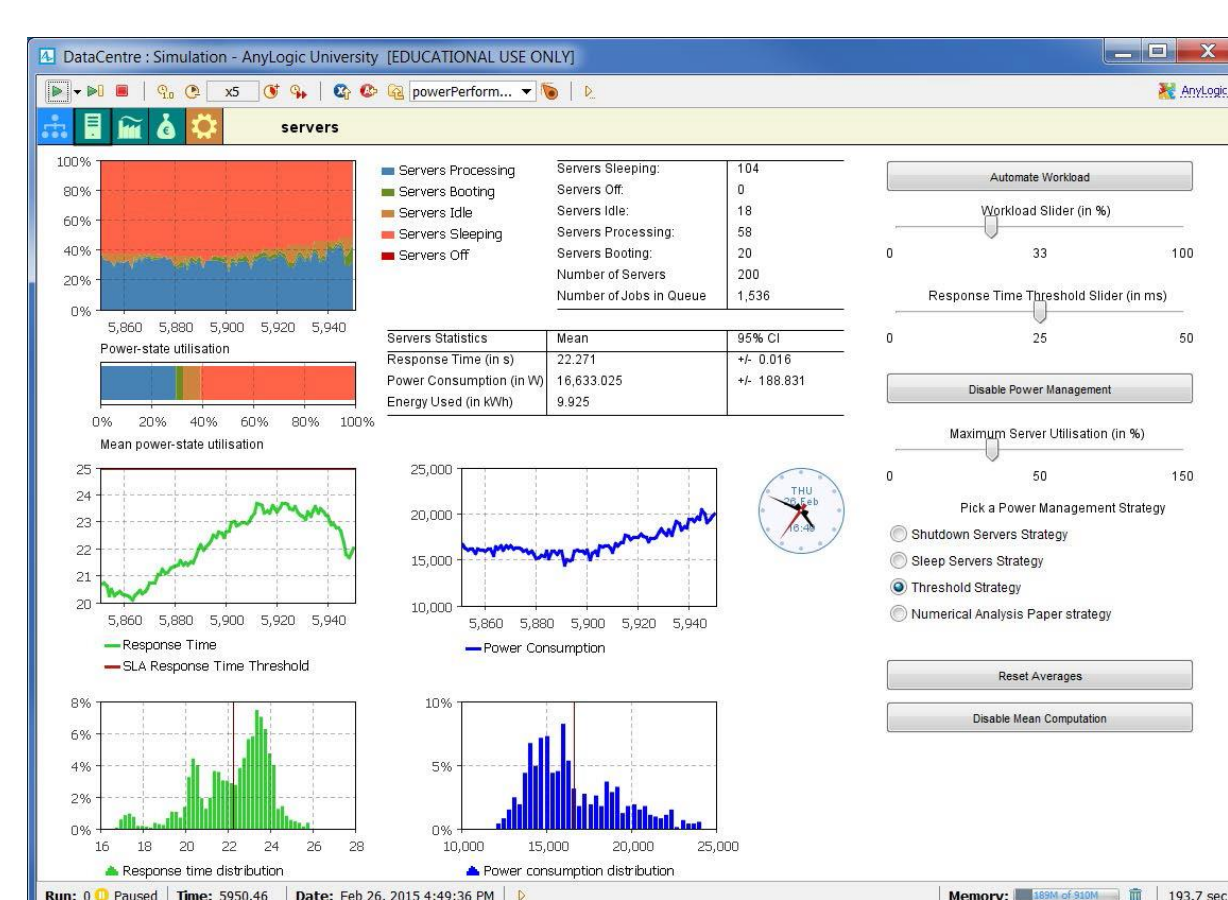 DataCentre : Simulation - AnyLogic University [EDUCATIONAL USE ONLY]
x5 powerPerform... AnyLogic
servers
100%
80%
60%
40%
20%
0%
5,860 5,880 5,900 5,920 5,940
Power-state utilisation
Servers Processing
Servers Booting
Servers Idle
Servers Sleeping
Servers Off
Servers Sleeping: 104
Servers Off: 0
Servers Idle: 18
Servers Processing: 58
Servers Booting: 20
Number of Servers 200
Number of Jobs in Queue 1,536
Servers Statistics Mean 95% CI
Response Time (in s) 22.271 +/- 0.016
Power Consumption (in W) 16,633.025 +/- 188.831
Energy Used (in kWh) 9.925
0% 20% 40% 60% 80% 100%
Mean power-state utilisation
Automate Workload
Workload Slider (in %)
0 33 100
Response Time Threshold Slider (in ms)
0 25 50
Disable Power Management
Maximum Server Utilisation (in %)
0 50 150
Pick a Power Management Strategy
Shutdown Servers Strategy
Sleep Servers Strategy
Threshold Strategy
Numerical Analysis Paper strategy
Reset Averages
Disable Mean Computation
25
24
23
22
21
20
5,860 5,880 5,900 5,920 5,940
Response Time
SLA Response Time Threshold
25,000
20,000
15,000
10,000
5,860 5,880 5,900 5,920 5,940
Power Consumption
THU
26 Feb
16:49
8%
6%
4%
2%
0%
16 18 20 22 24 26 28
Response time distribution
10%
5%
0%
10,000 15,000 20,000 25,000
Power consumption distribution
Run: 0 Paused Time: 5950.46 Date: Feb 26, 2015 4:49:36 PM Memory: 189M of 910M 193.7 sec